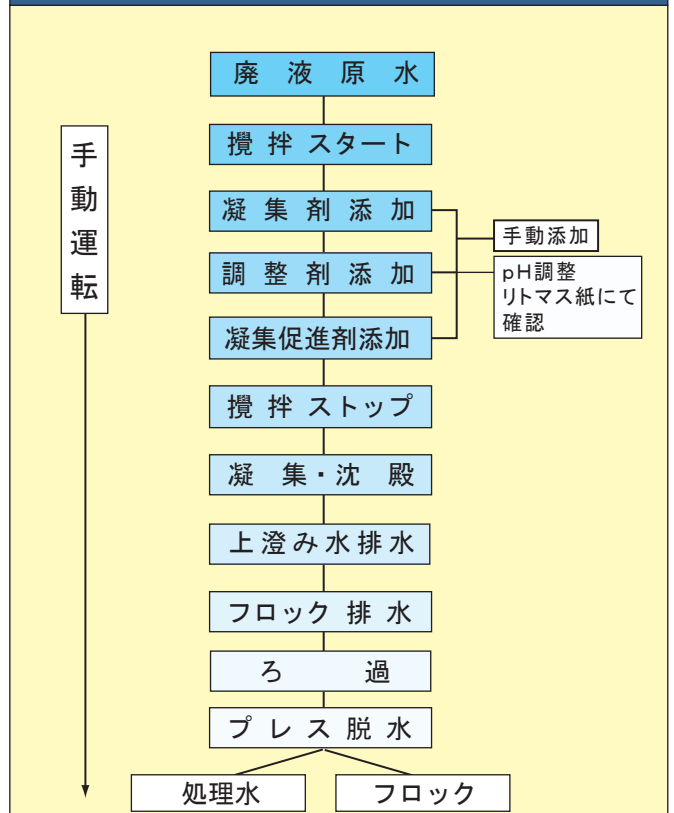 廃液原水
攪拌スタート
手動運転
凝集剤添加
手動添加
調整剤添加
pH調整
リトマス紙にて
確認
凝集促進剤添加
攪拌ストップ
凝集・沈殿
上澄み水排水
フロック排水
ろ過
プレス脱水
処理水
フロック